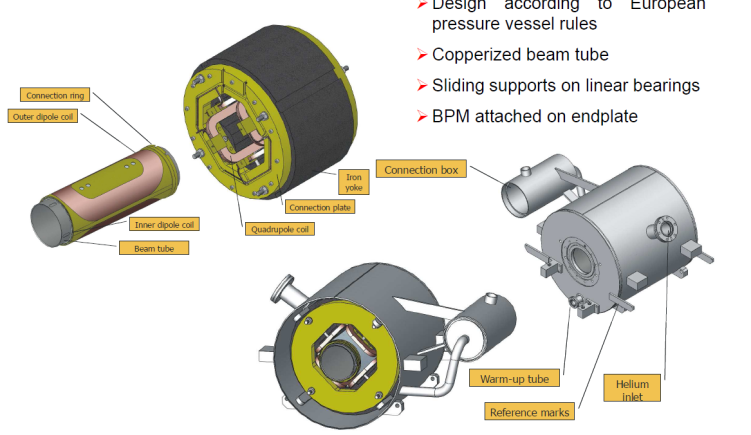 Design according to European
pressure vessel rules
Copperized beam tube
Sliding supports on linear bearings
BPM attached on endplate
Connection ring
Outer dipole coil
Inner dipole coil
Beam tube
Iron
yoke
Connection plate
Quadrupole coil
Connection box
Warm-up tube
Reference marks
Helium
inlet